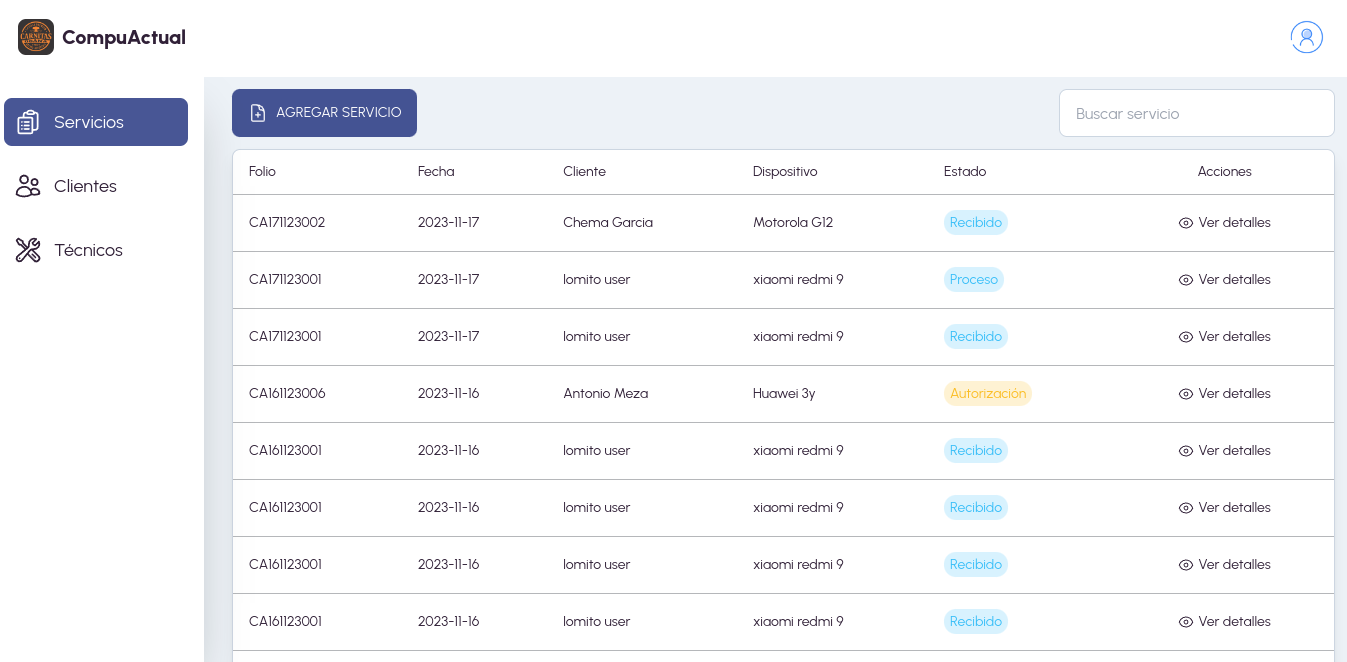 CARNITAS
CompuActual
Servicios
Clientes
Técnicos
AGREGAR SERVICIO
Buscar servicio
Folio Fecha Cliente Dispositivo Estado Acciones
CA171123002 2023-11-17 Chema Garcia Motorola G12 Recibido Ver detalles
CA171123001 2023-11-17 lomito user xiaomi redmi 9 Proceso Ver detalles
CA171123001 2023-11-17 lomito user xiaomi redmi 9 Recibido Ver detalles
CA161123006 2023-11-16 Antonio Meza Huawei 3y Autorización Ver detalles
CA161123001 2023-11-16 lomito user xiaomi redmi 9 Recibido Ver detalles
CA161123001 2023-11-16 lomito user xiaomi redmi 9 Recibido Ver detalles
CA161123001 2023-11-16 lomito user xiaomi redmi 9 Recibido Ver detalles
CA161123001 2023-11-16 lomito user xiaomi redmi 9 Recibido Ver detalles